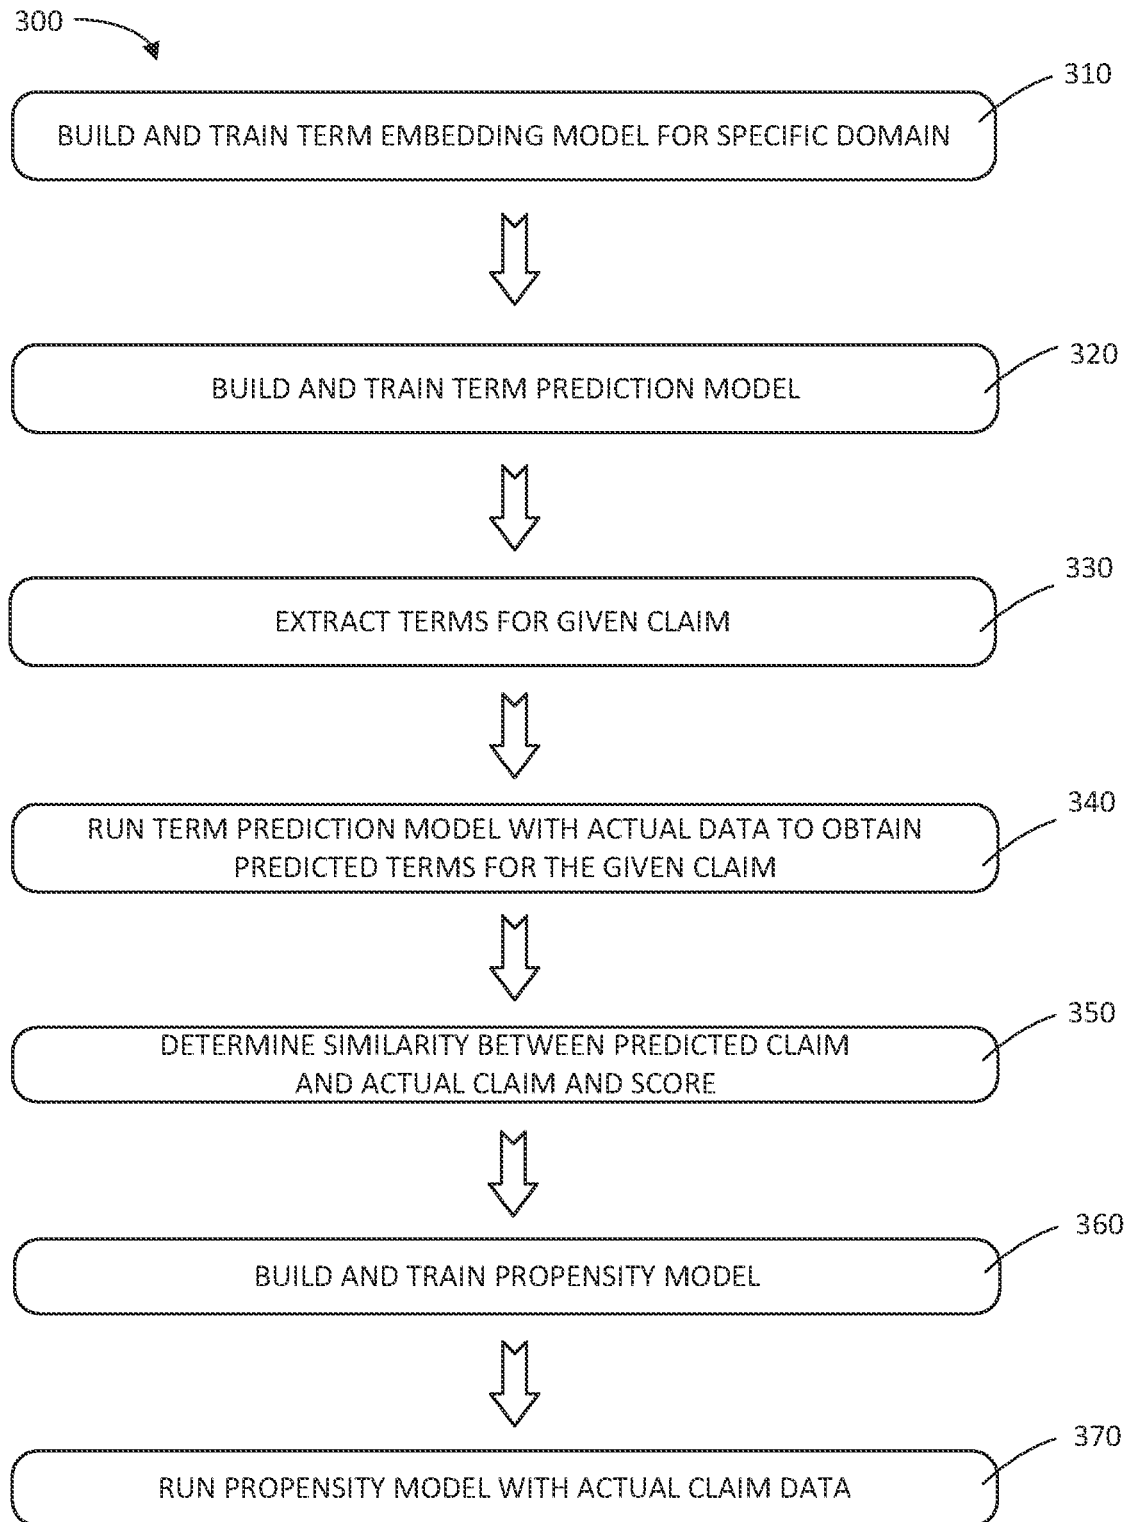 300
310
BUILD AND TRAIN TERM EMBEDDING MODEL FOR SPECIFIC DOMAIN
320
BUILD AND TRAIN TERM PREDICTION MODEL
330
EXTRACT TERMS FOR GIVEN CLAIM
340
RUN TERM PREDICTION MODEL WITH ACTUAL DATA TO OBTAIN
PREDICTED TERMS FOR THE GIVEN CLAIM
350
DETERMINE SIMILARITY BETWEEN PREDICTED CLAIM
AND ACTUAL CLAIM AND SCORE
360
BUILD AND TRAIN PROPENSITY MODEL
370
RUN PROPENSITY MODEL WITH ACTUAL CLAIM DATA